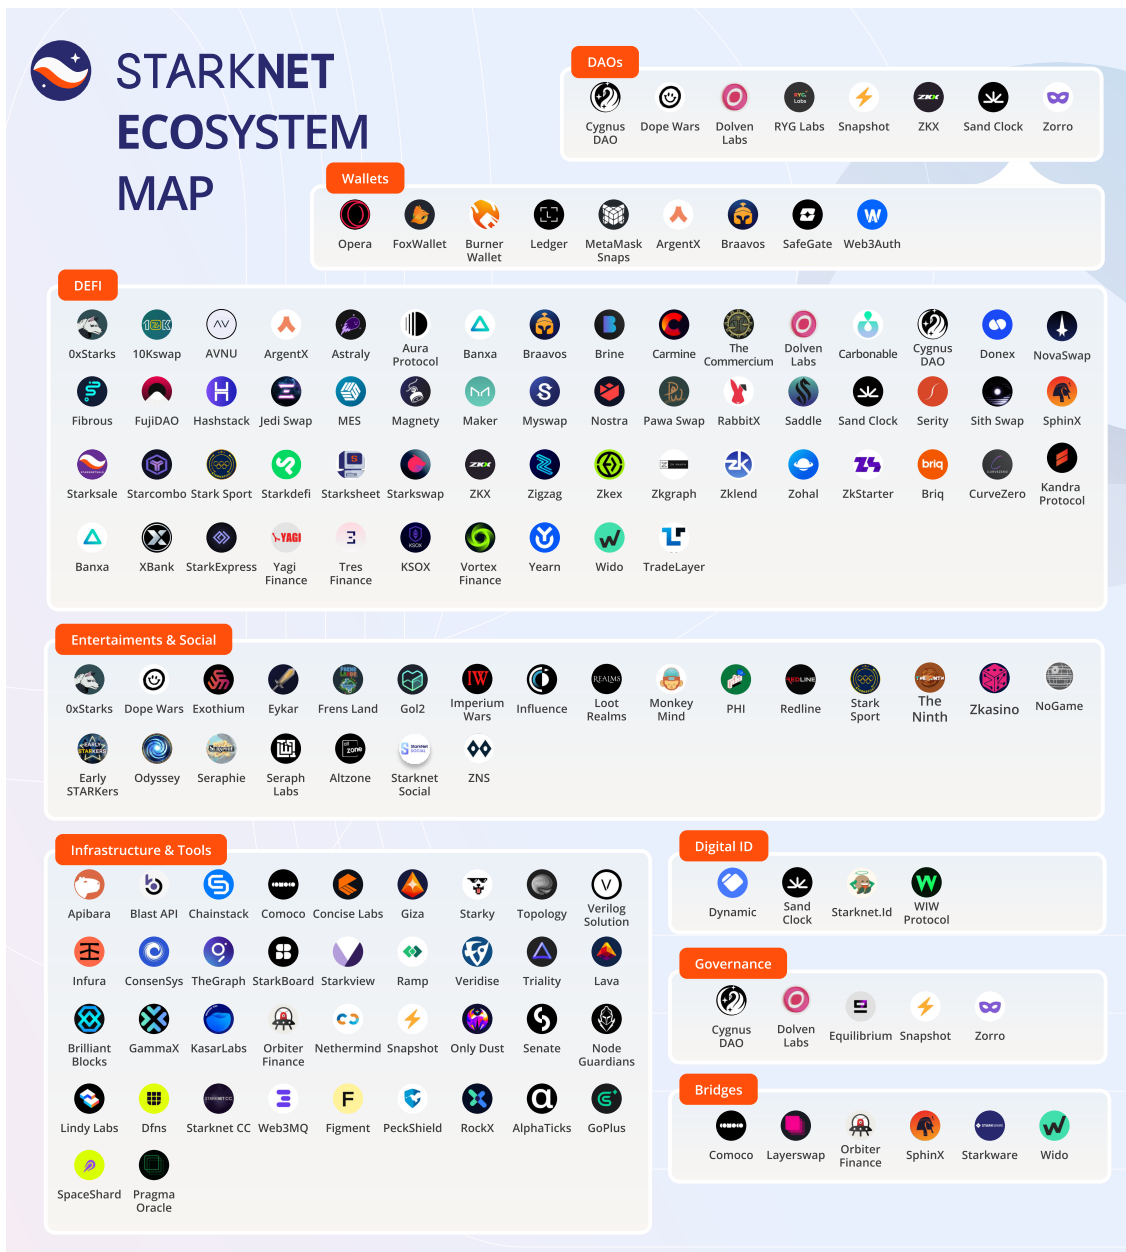 STARKNET
ECOSYSTEM
MAP
DAOs
Cygnus DAO
Dope Wars
Dolven Labs
RYG Labs
Snapshot
ZKX
Sand Clock
Zorro
Wallets
Opera
FoxWallet
Burner Wallet
Ledger
MetaMask Snaps
ArgentX
Braavos
SafeGate
Web3Auth
DEFI
0xStarks
10Kswap
AVNU
ArgentX
Astraly
Aura Protocol
Banxa
Braavos
Brine
Carmine
The Commercium
Dolven Labs
Carbonable
Cygnus DAO
Donex
NovaSwap
Fibrous
FujiDAO
Hashstack
Jedi Swap
MES
Magnety
Maker
Myswap
Nostra
Pawa Swap
RabbitX
Saddle
Sand Clock
Serity
Sith Swap
SphinX
Starksale
Starcombo
Stark Sport
Starkdefi
Starksheet
Starkswap
ZKX
Zigzag
Zkex
Zkgraph
Zklend
Zohal
ZkStarter
Briq
CurveZero
Kandra Protocol
Banxa
XBank
StarkExpress
Yagi Finance
Tres Finance
KSOX
Vortex Finance
Yearn
Wido
TradeLayer
Entertaiments & Social
0xStarks
Dope Wars
Exothium
Eykar
Frens Land
Gol2
Imperium Wars
Influence
Loot Realms
Monkey Mind
PHI
Redline
Stark Sport
The Ninth
Zkasino
NoGame
Early STARKers
Odyssey
Seraphie
Seraph Labs
Altzone
Starknet Social
ZNS
Infrastructure & Tools
Apibara
Blast API
Chainstack
Comoco
Concise Labs
Giza
Starky
Topology
Verilog Solution
Infura
ConsenSys
TheGraph
StarkBoard
Starkview
Ramp
Veridise
Triality
Lava
Brilliant Blocks
GammaX
KasarLabs
Orbiter Finance
Nethermind
Snapshot
Only Dust
Senate
Node Guardians
Lindy Labs
Dfns
Starknet CC
Web3MQ
Figment
PeckShield
RockX
AlphaTicks
GoPlus
SpaceShard
Pragma Oracle
Digital ID
Dynamic
Sand Clock
Starknet.Id
WIW Protocol
Governance
Cygnus DAO
Dolven Labs
Equilibrium
Snapshot
Zorro
Bridges
Comoco
Layerswap
Orbiter Finance
SphinX
Starkware
Wido